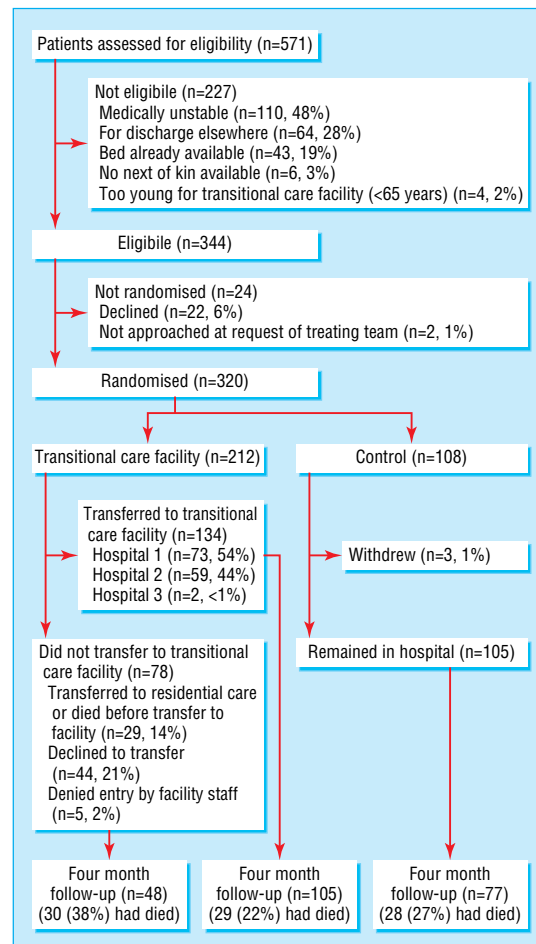 Patients assessed for eligibility (n=571)
Not eligible (n=227)
Medically unstable (n=110, 48%)
For discharge elsewhere (n=64, 28%)
Bed already available (n=43, 19%)
No next of kin available (n=6, 3%)
Too young for transitional care facility (<65 years) (n=4, 2%)
Eligibile (n=344)
Not randomised (n=24)
Declined (n=22, 6%)
Not approached at request of treating team (n=2, 1%)
Randomised (n=320)
Transitional care facility (n=212)
Control (n=108)
Transferred to transitional
care facility (n=134)
Hospital 1 (n=73, 54%)
Hospital 2 (n=59, 44%)
Hospital 3 (n=2, <1%)
Withdrew (n=3, 1%)
Did not transfer to transitional
care facility (n=78)
Transferred to residential care
or died before transfer to
facility (n=29, 14%)
Declined to transfer
(n=44, 21%)
Denied entry by facility staff
(n=5, 2%)
Remained in hospital (n=105)
Four month
follow-up (n=48)
(30 (38%) had died)
Four month
follow-up (n=105)
(29 (22%) had died)
Four month
follow-up (n=77)
(28 (27%) had died)